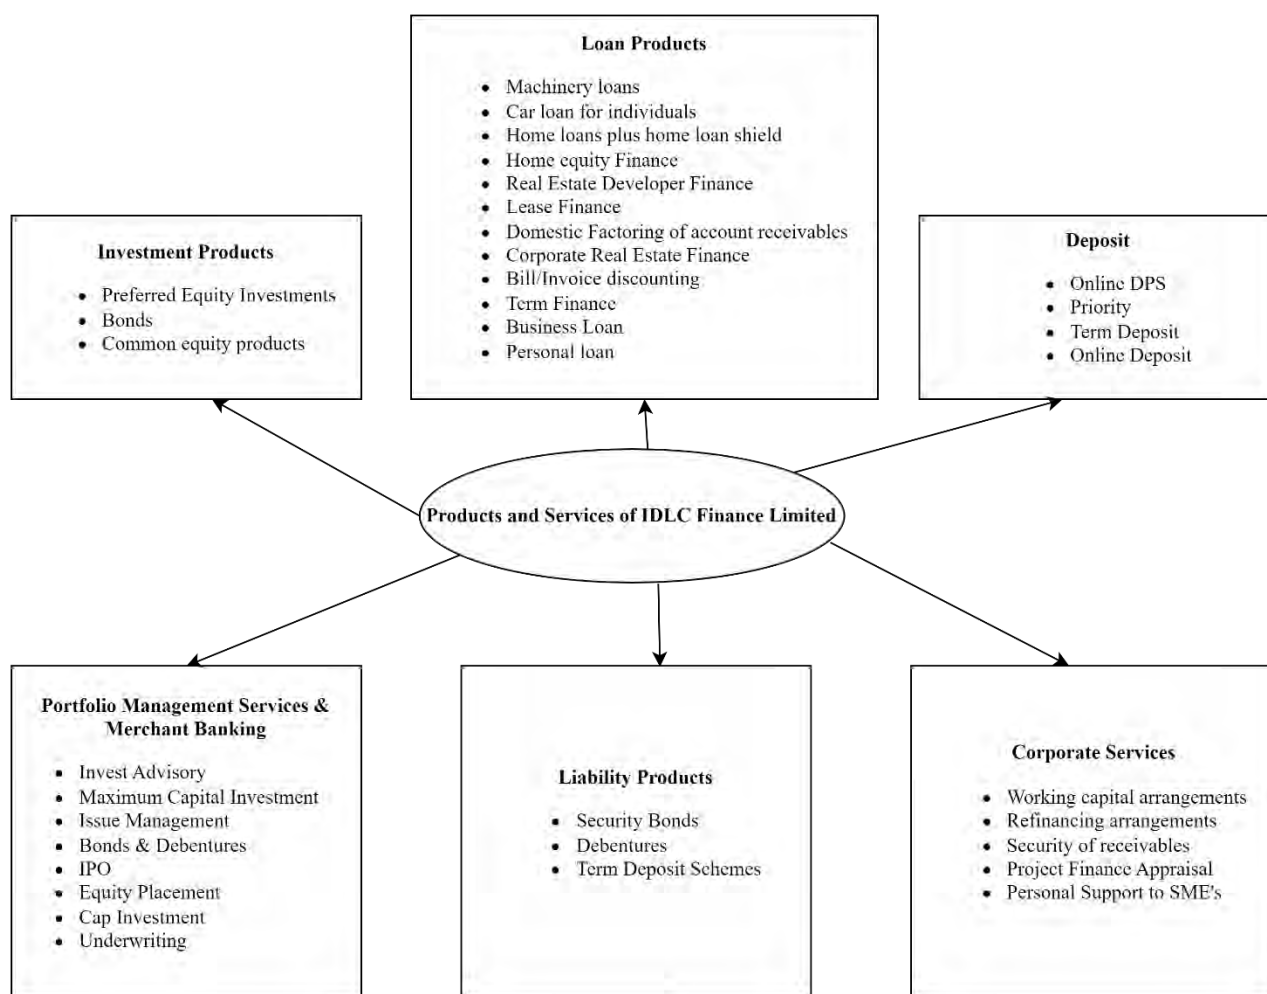 Loan Products
Machinery loans
Car loan for individuals
Home loans plus home loan shield
Home equity Finance
Real Estate Developer Finance
Lease Finance
Domestic Factoring of account receivables
Corporate Real Estate Finance
Bill/Invoice discounting
Term Finance
Business Loan
Personal loan
Investment Products
Preferred Equity Investments
Bonds
Common equity products
Deposit
Online DPS
Priority
Term Deposit
Online Deposit
Products and Services of IDLC Finance Limited
Portfolio Management Services &
Merchant Banking
Invest Advisory
Maximum Capital Investment
Issue Management
Bonds & Debentures
IPO
Equity Placement
Cap Investment
Underwriting
Liability Products
Security Bonds
Debentures
Term Deposit Schemes
Corporate Services
Working capital arrangements
Refinancing arrangements
Security of receivables
Project Finance Appraisal
Personal Support to SME's